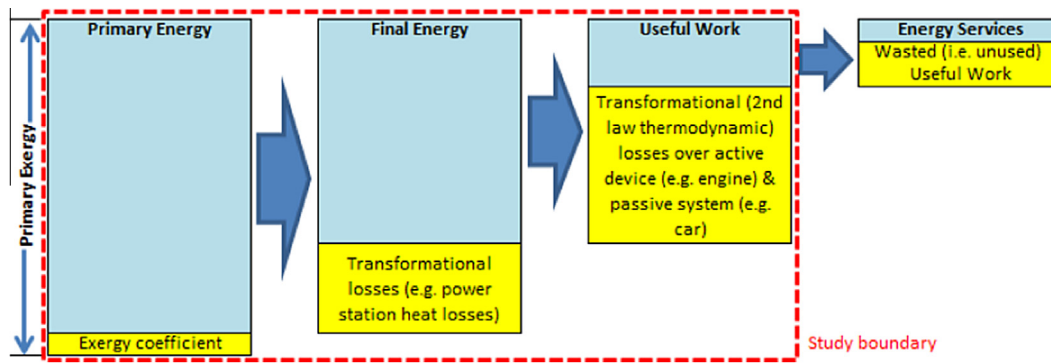 Primary Exergy
Primary Energy
Exergy coefficient
Final Energy
Transformational
losses (e.g. power
station heat losses)
Useful Work
Transformational (2nd
law thermodynamic)
losses over active
device (e.g. engine) &
passive system (e.g.
car)
Energy Services
Wasted (i.e. unused)
Useful Work
Study boundary